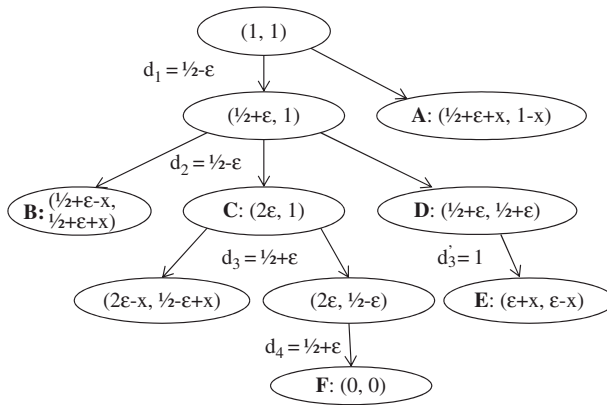 (1, 1)
d1 = ½-ε
(½+ε, 1)
A: (½+ε+x, 1-x)
d2 = ½-ε
B: (½+ε-x,
½+ε+x)
C: (2ε, 1)
D: (½+ε, ½+ε)
d3 = ½+ε
d'3 = 1
(2ε-x, ½-ε+x)
(2ε, ½-ε)
E: (ε+x, ε-x)
d4 = ½+ε
F: (0, 0)